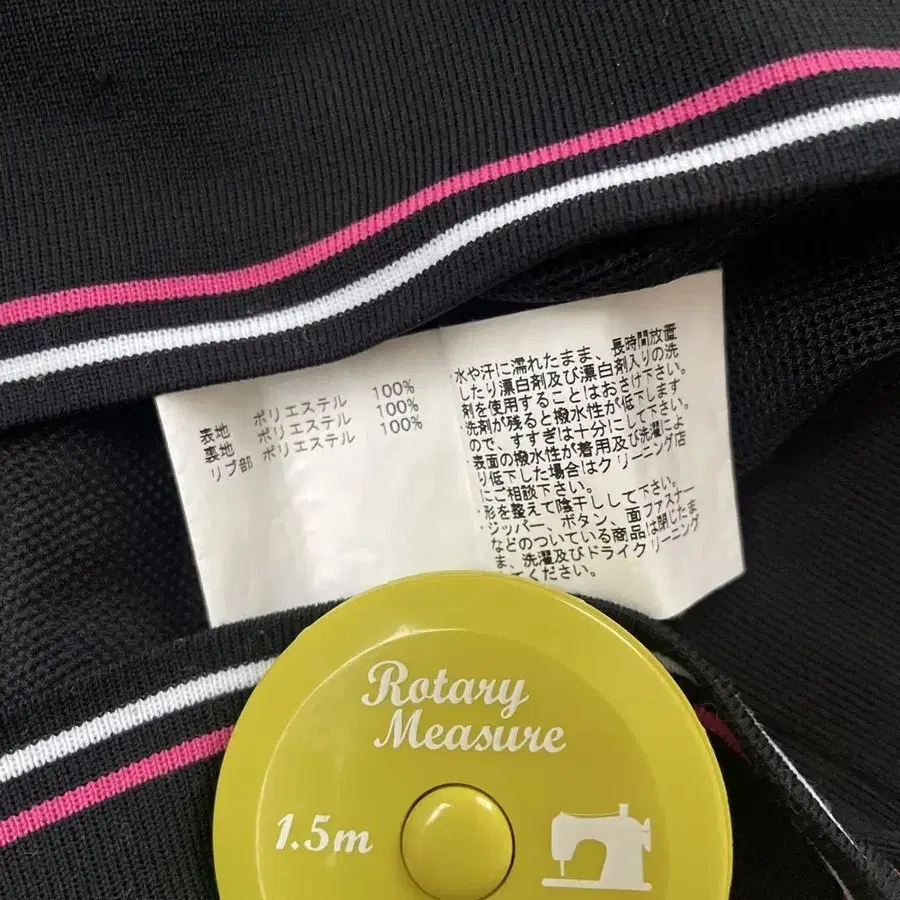 表地 ポリエステル 100%
裏地 ポリエステル 100%
リブ部 ポリエステル 100%
・水や汗に濡れたまま、長時間放置
したり漂白剤及び漂白剤入りの洗
剤を使用することはおさけ下さい。
・洗剤が残ると撥水性が低下します
ので、すすぎは十分にして下さい。
・表面の撥水性が着用及び洗濯によ
り低下した場合はクリーニング店
にご相談下さい。
・形を整えて陰干しして下さい。
・ジッパー、ボタン、面ファスナー
などのついている商品は閉じたま
ま、洗濯及びドライクリーニング
てください。
Rotary
Measure
1.5m